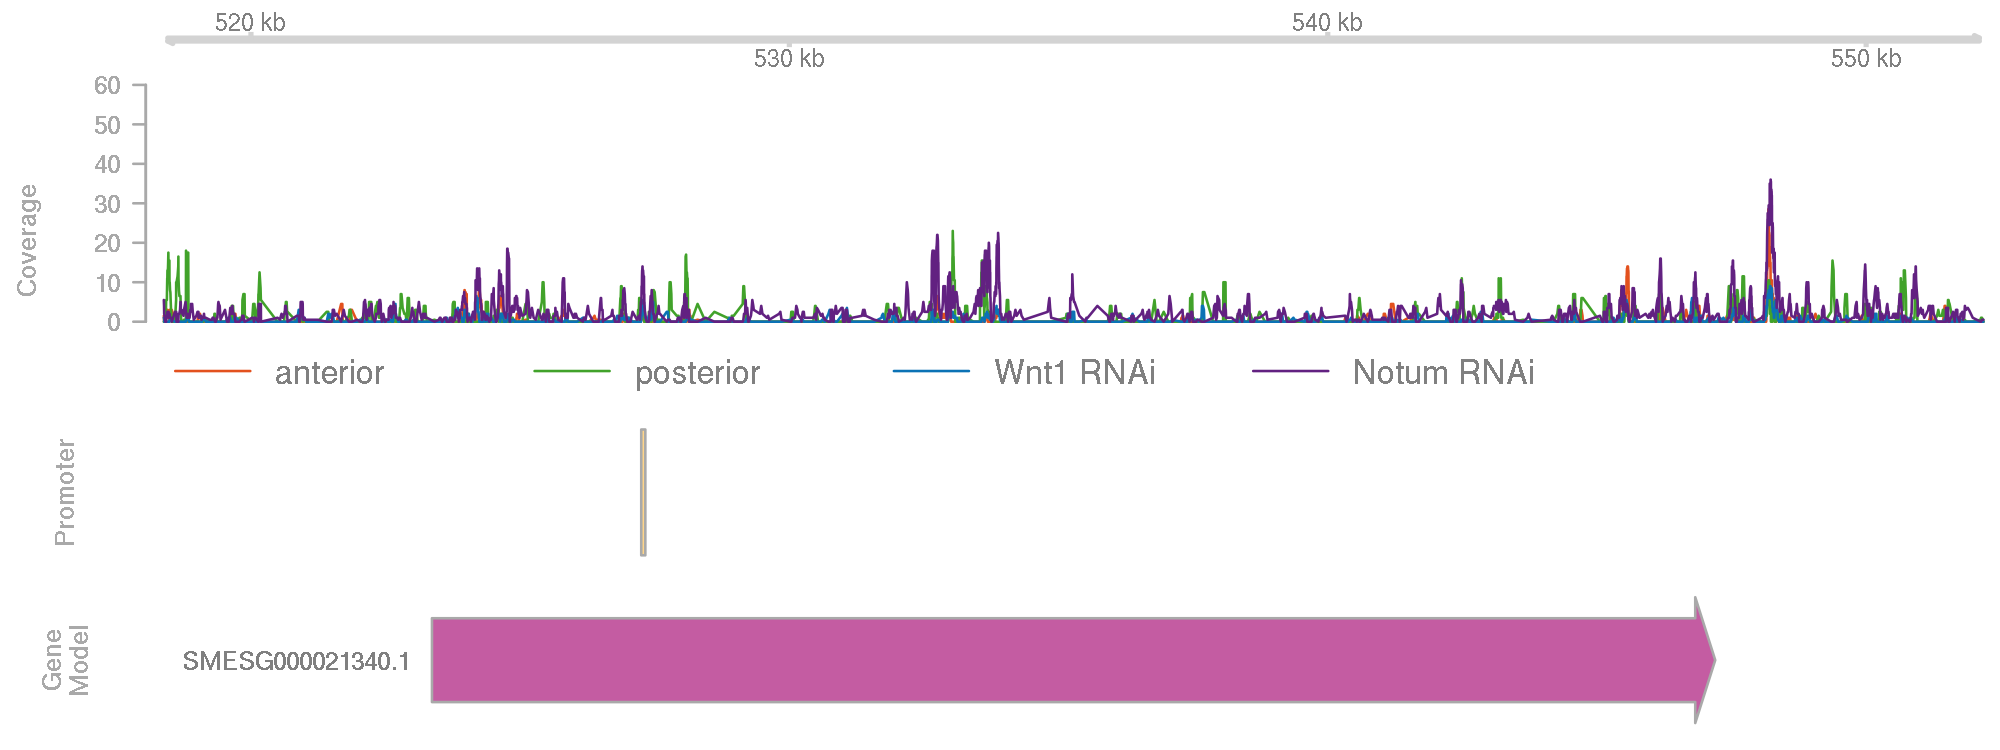 520 kb
540 kb
530 kb
550 kb
Coverage
60
50
40
30
20
10
0
anterior
posterior
Wnt1 RNAi
Notum RNAi
Promoter
Gene
Model
SMESG000021340.1